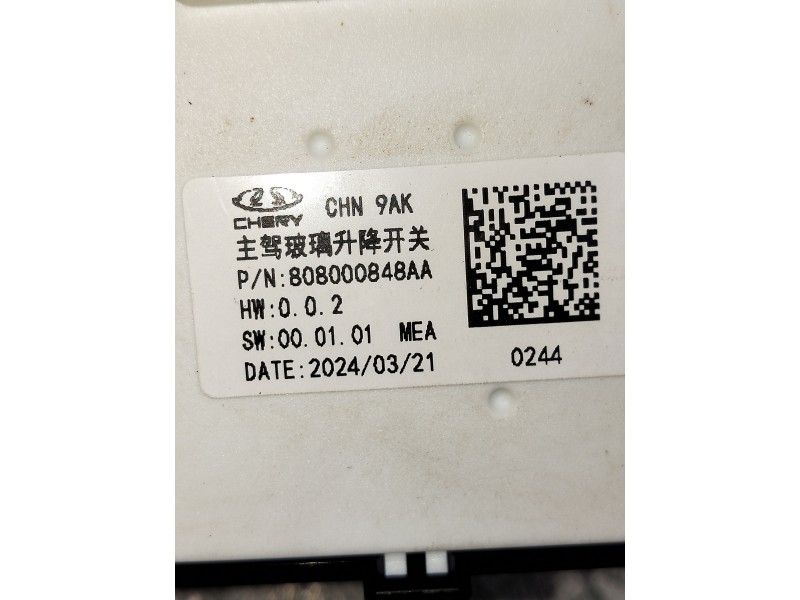 CHERY CHN 9AK
主驾玻璃升降开关
P/N:808000848AA
HW:0.0.2
SW:00.01.01 MEA
DATE:2024/03/21
0244